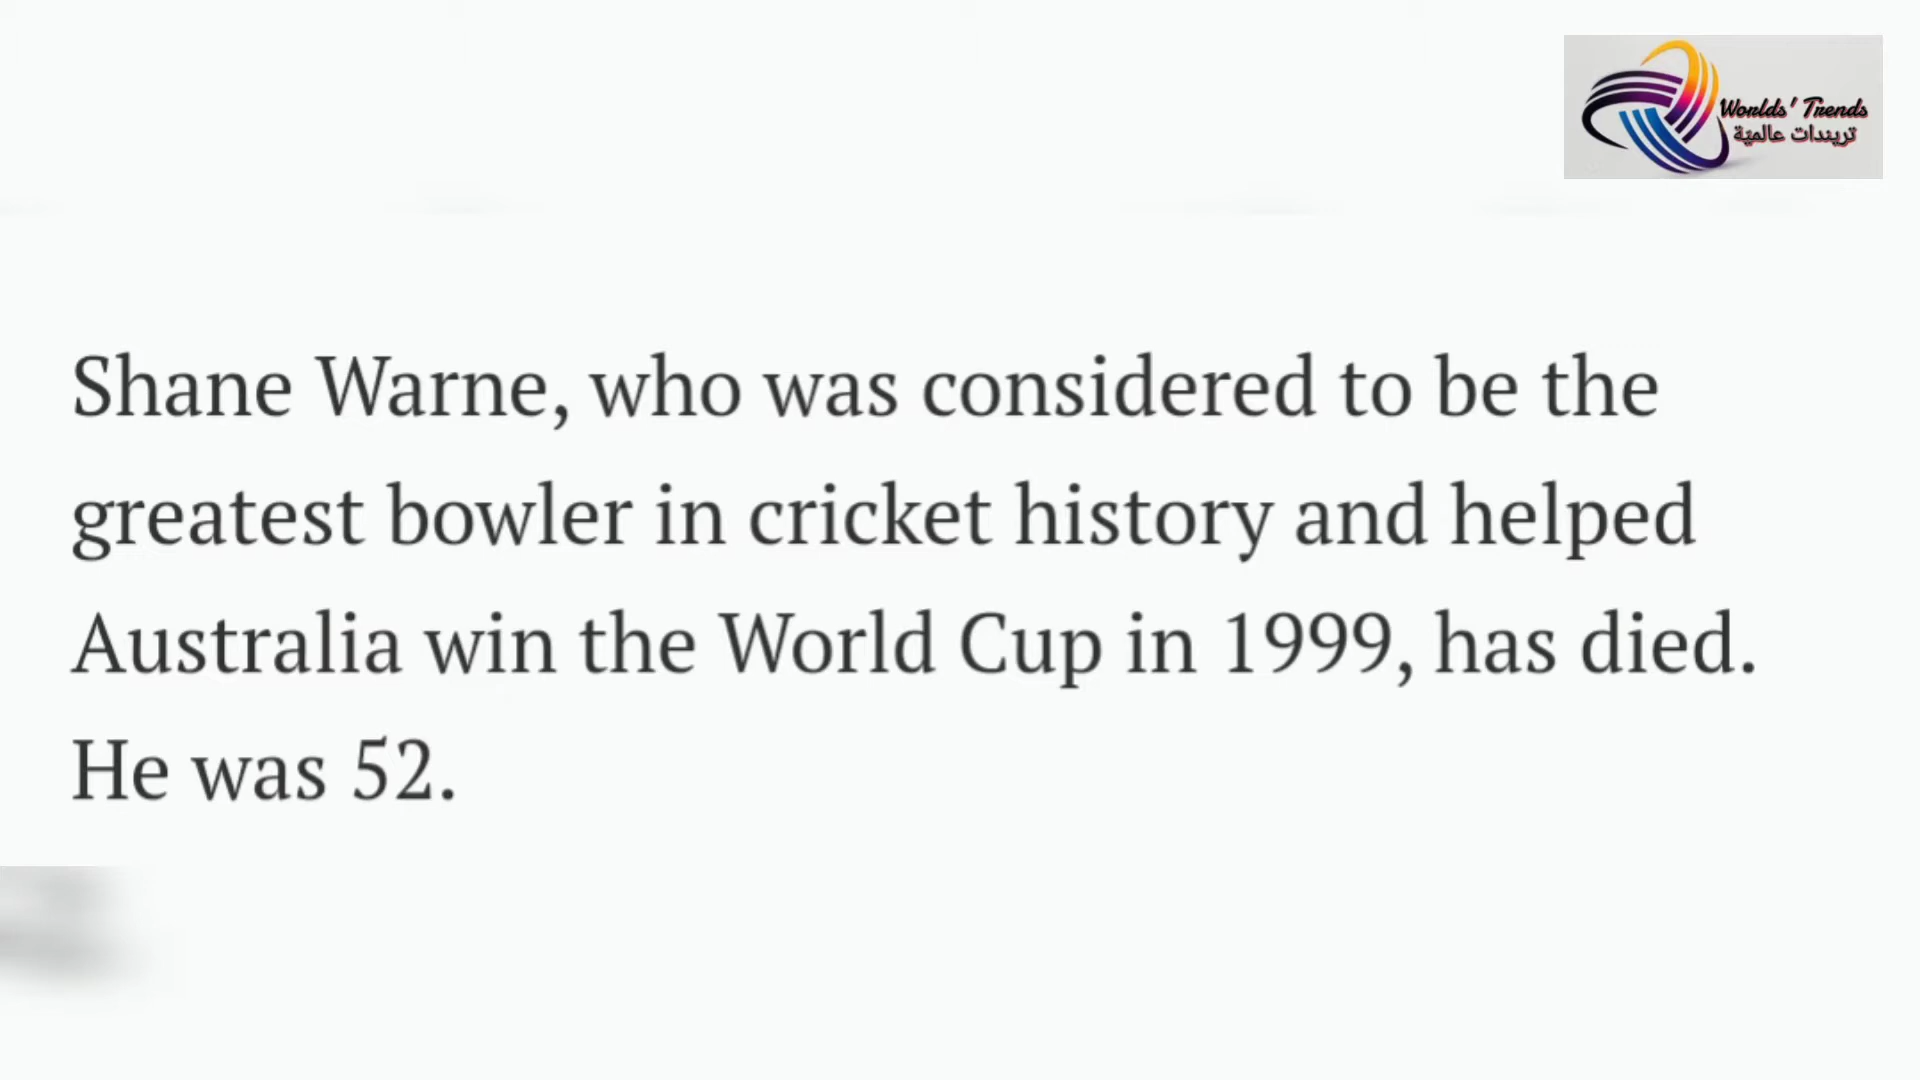 Worlds' Trends
تريندات عالميّة
Shane Warne, who was considered to be the
greatest bowler in cricket history and helped
Australia win the World Cup in 1999, has died.
He was 52.